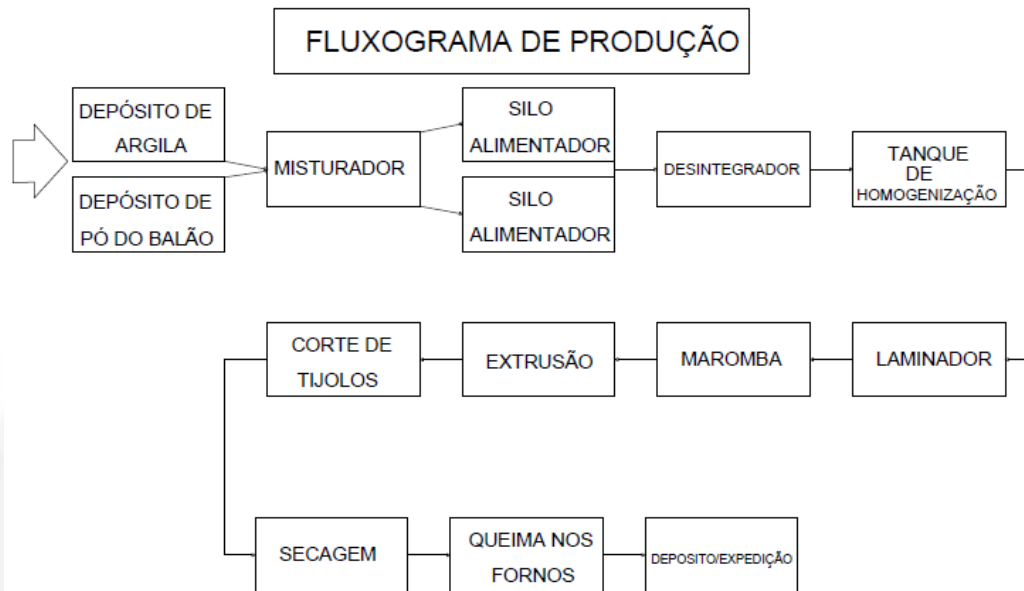 FLUXOGRAMA DE PRODUÇÃO
DEPÓSITO DE
ARGILA
DEPÓSITO DE
PÓ DO BALÃO
MISTURADOR
SILO
ALIMENTADOR
SILO
ALIMENTADOR
DESINTEGRADOR
TANQUE
DE
HOMOGENIZAÇÃO
LAMINADOR
MAROMBA
EXTRUSÃO
CORTE DE
TIJOLOS
SECAGEM
QUEIMA NOS
FORNOS
DEPOSITO/EXPEDIÇÃO